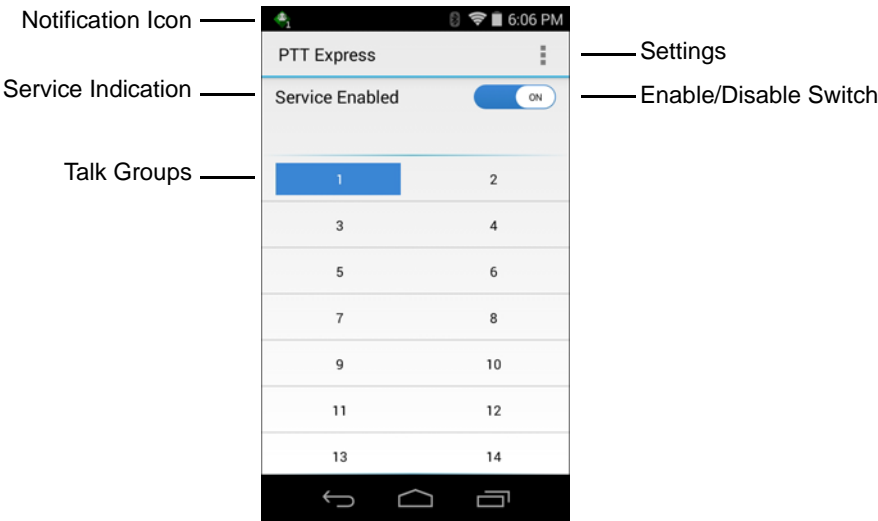 Notification Icon
1
6:06 PM
PTT Express
Settings
Service Indication
Service Enabled
ON
Enable/Disable Switch
Talk Groups
1 2
3 4
5 6
7 8
9 10
11 12
13 14